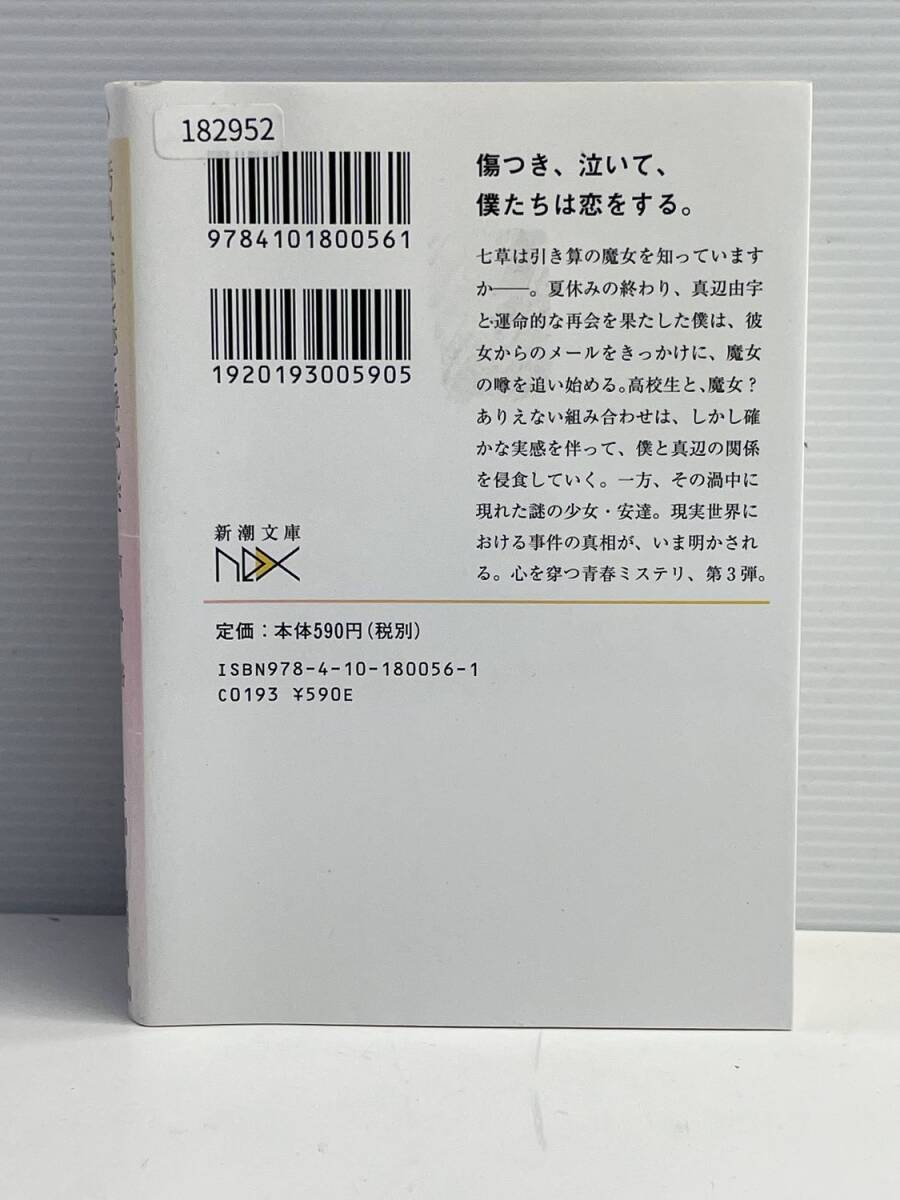 182952
9784101800561
1920193005905
傷つき、泣いて、
僕たちは恋をする。
七草は引き算の魔女を知っています
か――。夏休みの終わり、真辺由宇
と運命的な再会を果たした僕は、彼
女からのメールをきっかけに、魔女
の噂を追い始める。高校生と、魔女？
ありえない組み合わせは、しかし確
かな実感を伴って、僕と真辺の関係
を侵食していく。一方、その渦中に
現れた謎の少女・安達。現実世界に
おける事件の真相が、いま明かされ
る。心を穿つ青春ミステリ、第３弾。
新潮文庫
nex
定価：本体590円（税別）
ISBN978-4-10-180056-1
C0193 ¥590E